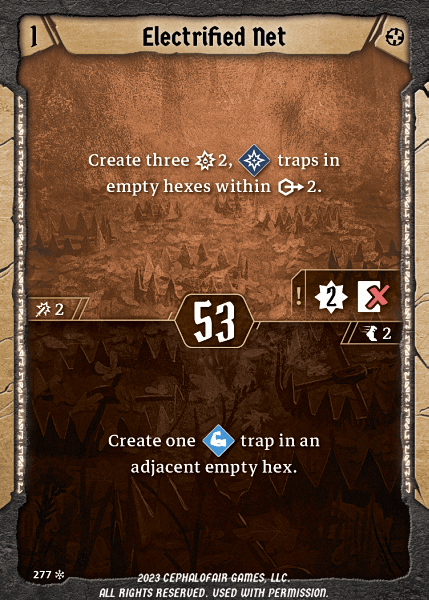 1
Electrified Net
Create three 2, traps in
empty hexes within 2.
2
53
! 2
2
Create one trap in an
adjacent empty hex.
277
2023 CEPHALOFAIR GAMES, LLC.
ALL RIGHTS RESERVED. USED WITH PERMISSION.